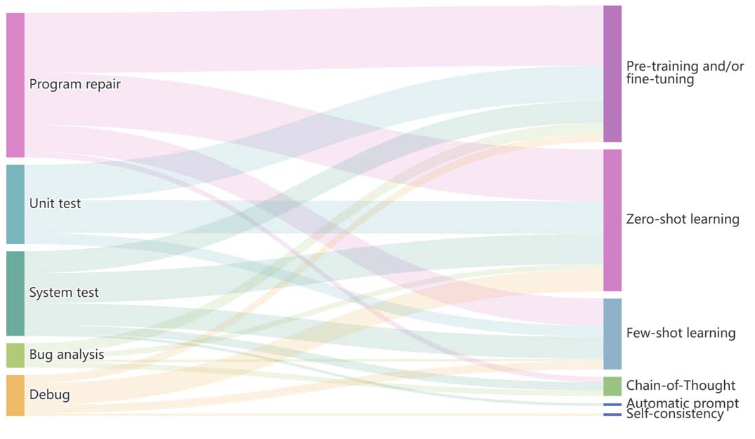 Program repair
Unit test
System test
Bug analysis
Debug
Pre-training and/or
fine-tuning
Zero-shot learning
Few-shot learning
Chain-of-Thought
Automatic prompt
Self-consistency